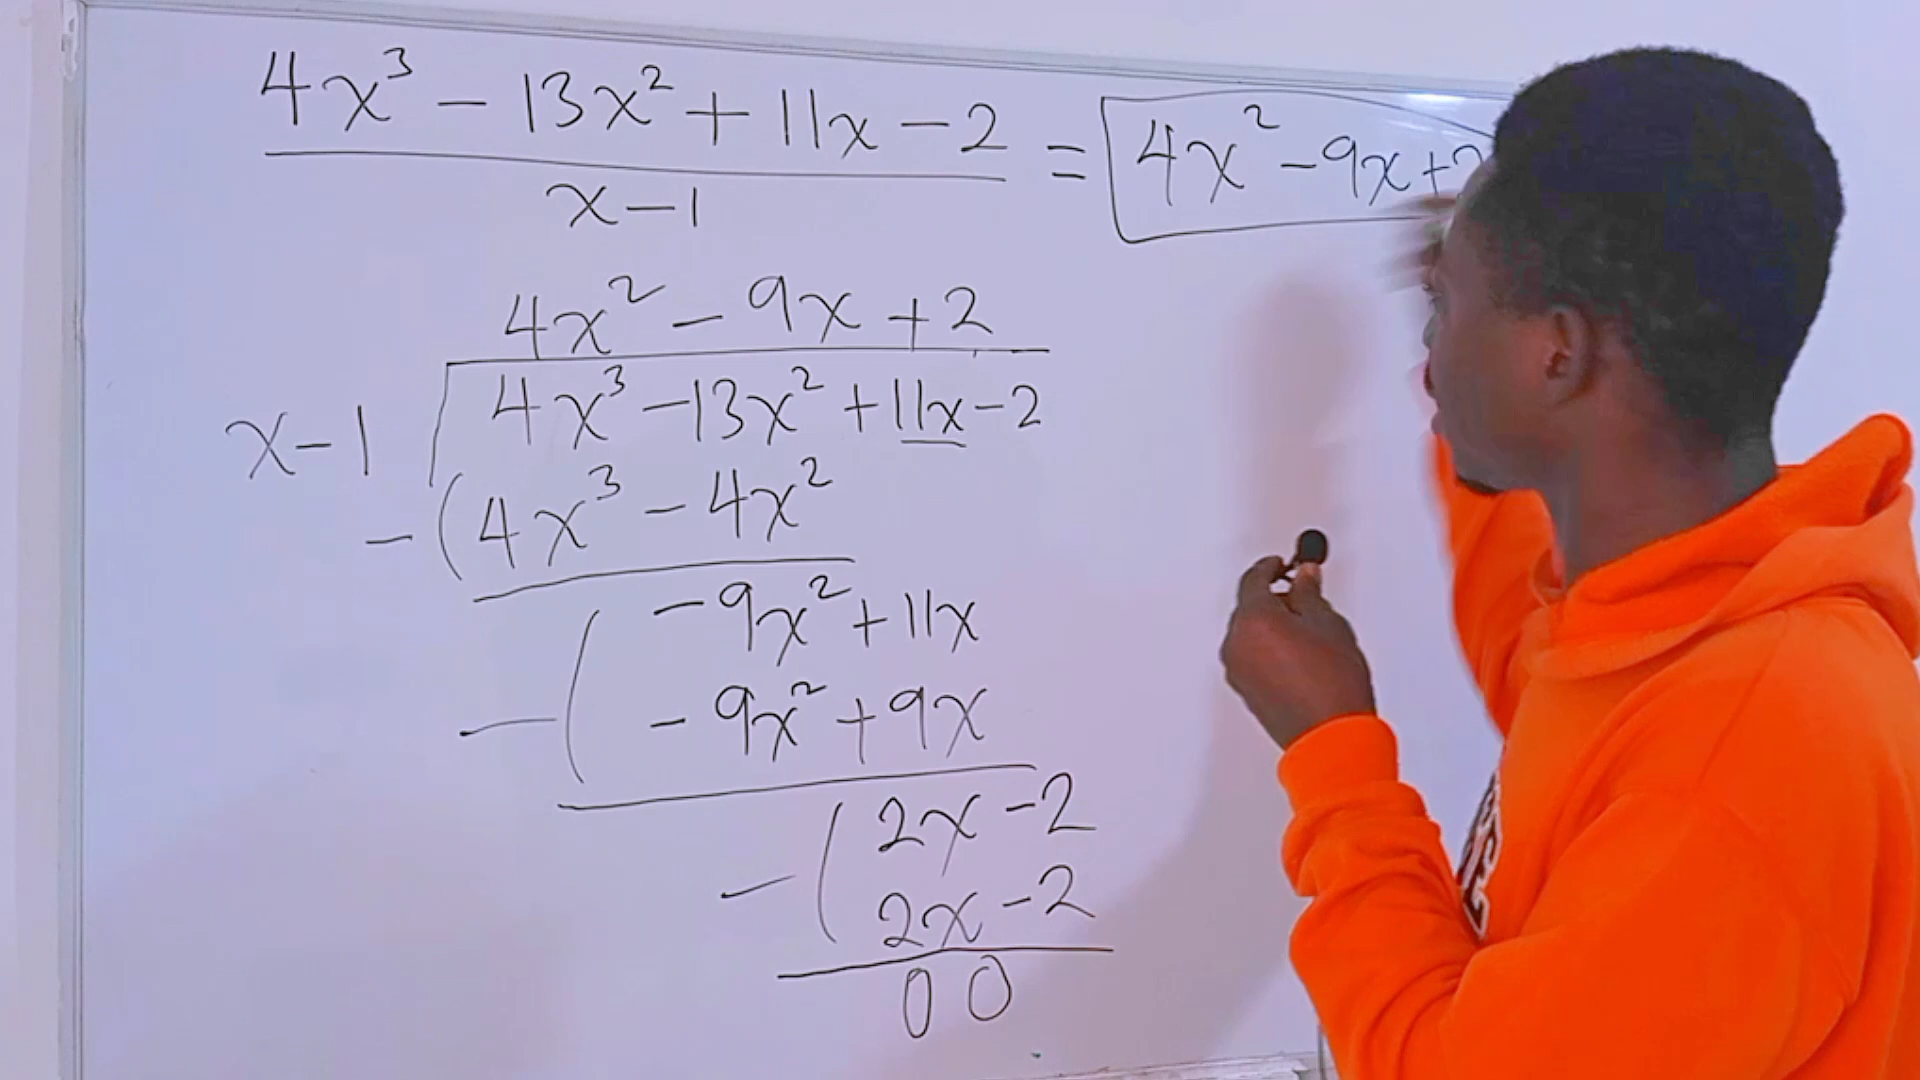 4x³ − 13x² + 11x − 2
x − 1
= 4x² − 9x +
4x² − 9x + 2
x − 1
4x³ − 13x² + 11x − 2
− ( 4x³ − 4x²
− 9x² + 11x
− ( − 9x² + 9x
2x − 2
− ( 2x − 2
0 0